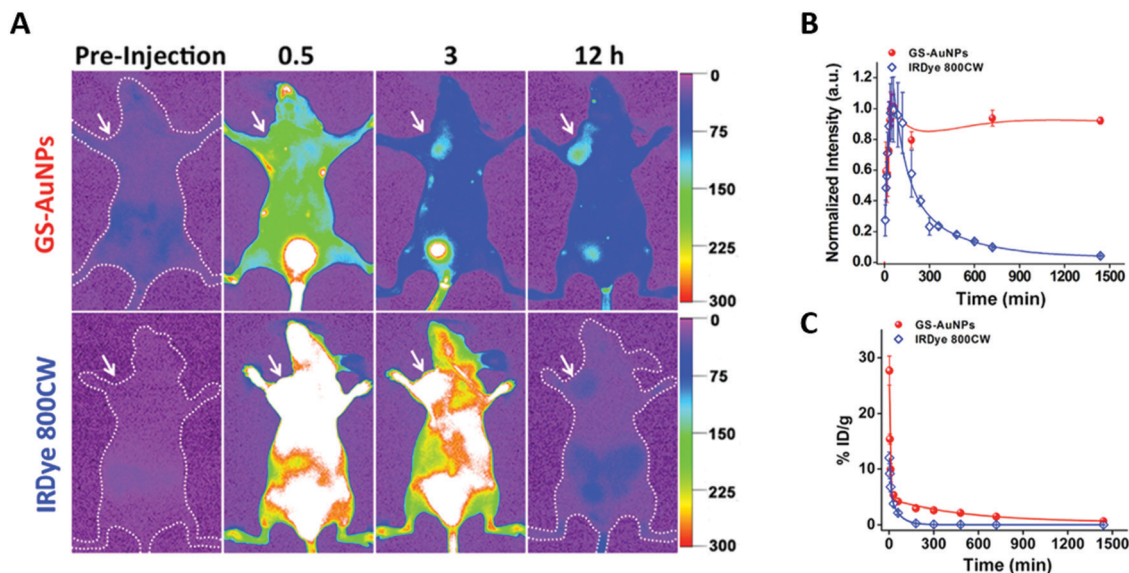 A
Pre-Injection 0.5 3 12 h
GS-AuNPs
0
75
150
225
300
IRDye 800CW
0
75
150
225
300
B
GS-AuNPs
IRDye 800CW
Normalized Intensity (a.u.)
1.2
1.0
0.8
0.6
0.4
0.2
0.0
0 300 600 900 1200 1500
Time (min)
C
GS-AuNPs
IRDye 800CW
% ID/g
30
20
10
0
0 300 600 900 1200 1500
Time (min)